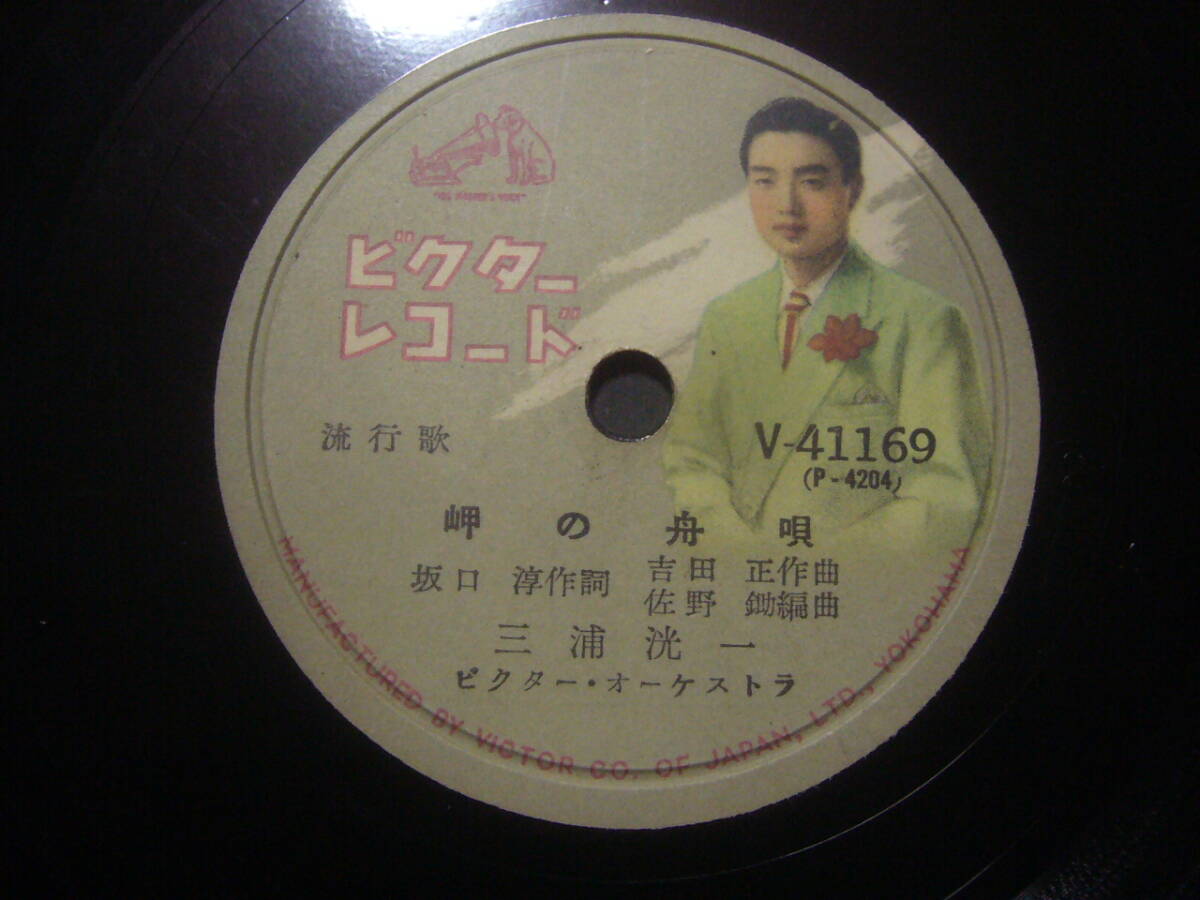 "HIS MASTER'S VOICE"
ビクター
レコード
流行歌
V-41169
(P-4204)
岬の舟唄
坂口 淳作詞 吉田 正作曲
佐野 鋤編曲
三浦洸一
ビクター・オーケストラ
MANUFACTURED BY VICTOR CO. OF JAPAN, LTD., YOKOHAMA